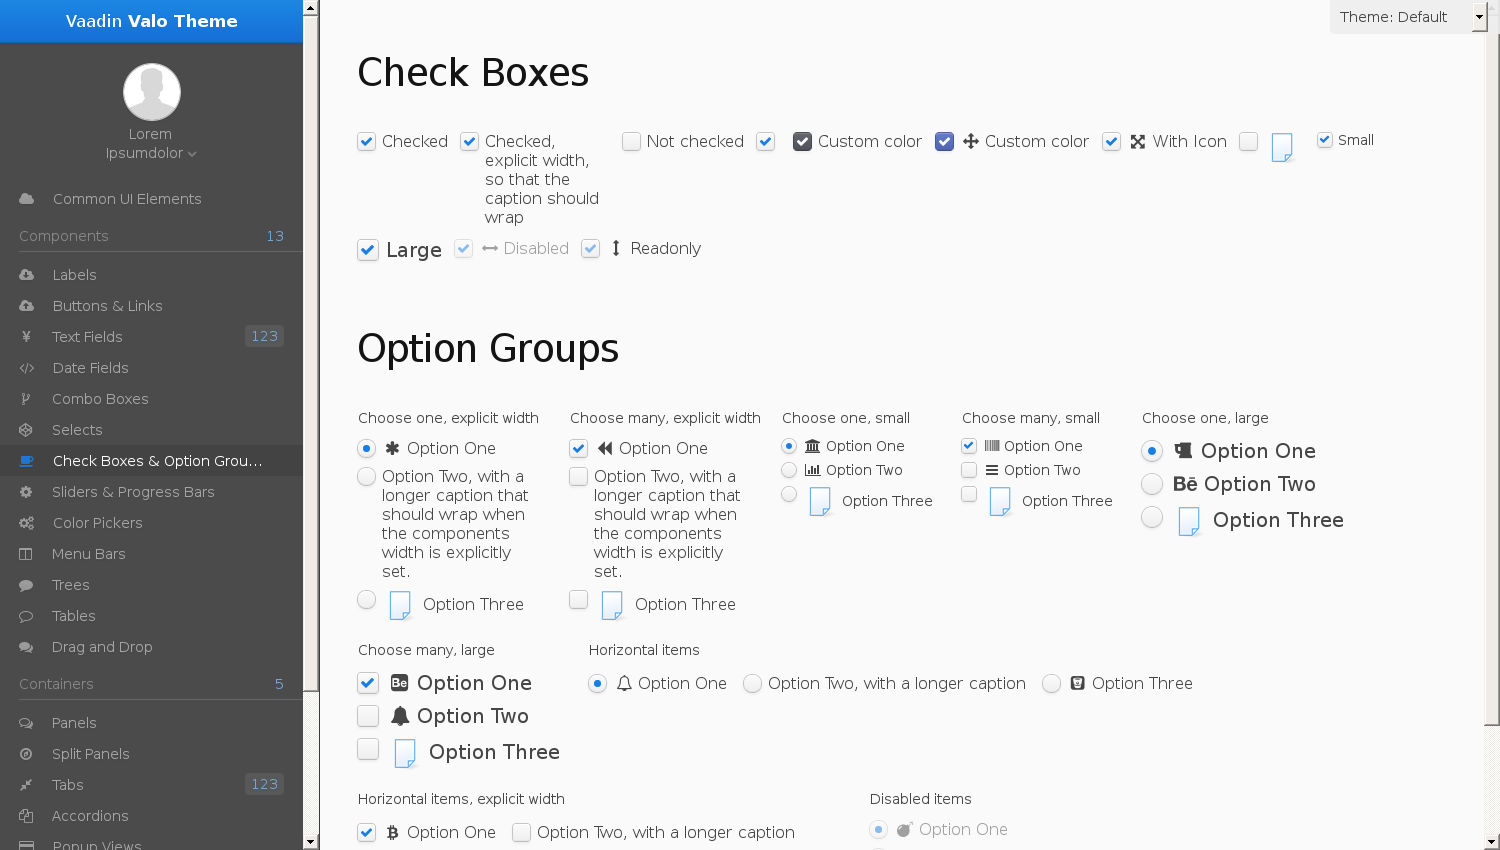 Vaadin Valo Theme
Lorem
Ipsumdolor
Common UI Elements
Components 13
Labels
Buttons & Links
Text Fields 123
Date Fields
Combo Boxes
Selects
Check Boxes & Option Grou...
Sliders & Progress Bars
Color Pickers
Menu Bars
Trees
Tables
Drag and Drop
Containers 5
Panels
Split Panels
Tabs 123
Accordions
Popup Views
Theme: Default
Check Boxes
Checked
Checked,
explicit width,
so that the
caption should
wrap
Not checked
Custom color
Custom color
With Icon
Small
Large
Disabled
Readonly
Option Groups
Choose one, explicit width
Option One
Option Two, with a
longer caption that
should wrap when
the components
width is explicitly
set.
Option Three
Choose many, explicit width
Option One
Option Two, with a
longer caption that
should wrap when
the components
width is explicitly
set.
Option Three
Choose one, small
Option One
Option Two
Option Three
Choose many, small
Option One
Option Two
Option Three
Choose one, large
Option One
Bē Option Two
Option Three
Choose many, large
Be Option One
Option Two
Option Three
Horizontal items
Option One
Option Two, with a longer caption
Option Three
Horizontal items, explicit width
Option One
Option Two, with a longer caption
Disabled items
Option One